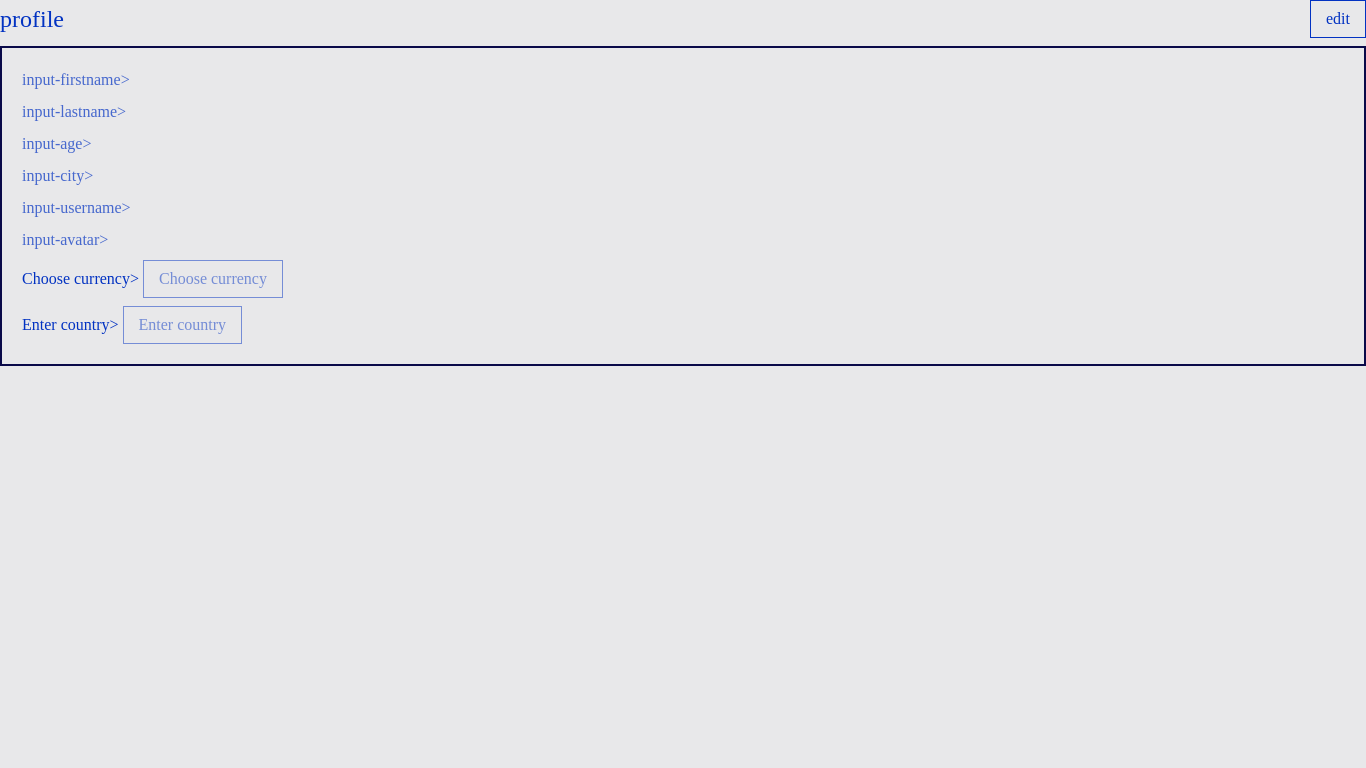 profile
edit
input-firstname>
input-lastname>
input-age>
input-city>
input-username>
input-avatar>
Choose currency> Choose currency
Enter country> Enter country